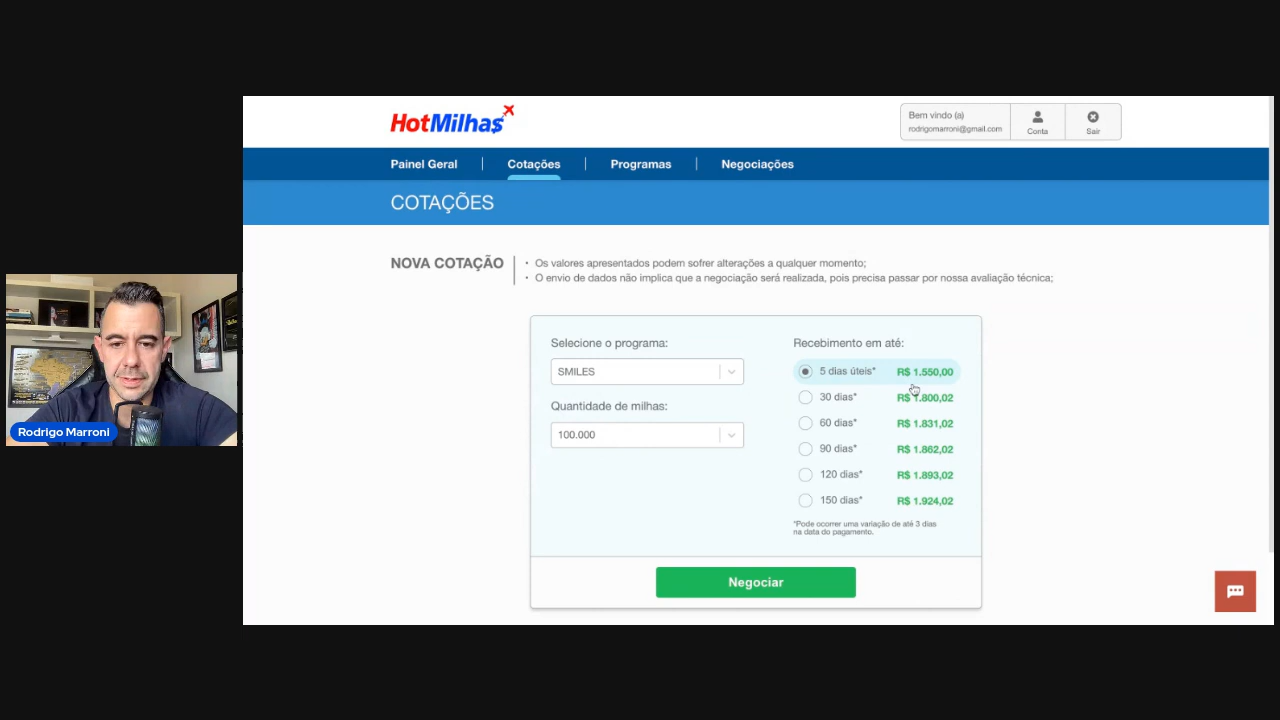 HotMilhas
Bem vindo (a)
rodrigomarroni@gmail.com
Conta
Sair
Painel Geral
Cotações
Programas
Negociações
COTAÇÕES
NOVA COTAÇÃO
• Os valores apresentados podem sofrer alterações a qualquer momento;
• O envio de dados não implica que a negociação será realizada, pois precisa passar por nossa avaliação técnica;
Selecione o programa:
SMILES
Quantidade de milhas:
100.000
Recebimento em até:
5 dias úteis* R$ 1.550,00
30 dias* R$ 1.800,02
60 dias* R$ 1.831,02
90 dias* R$ 1.862,02
120 dias* R$ 1.893,02
150 dias* R$ 1.924,02
*Pode ocorrer uma variação de até 3 dias
na data do pagamento.
Negociar
Rodrigo Marroni